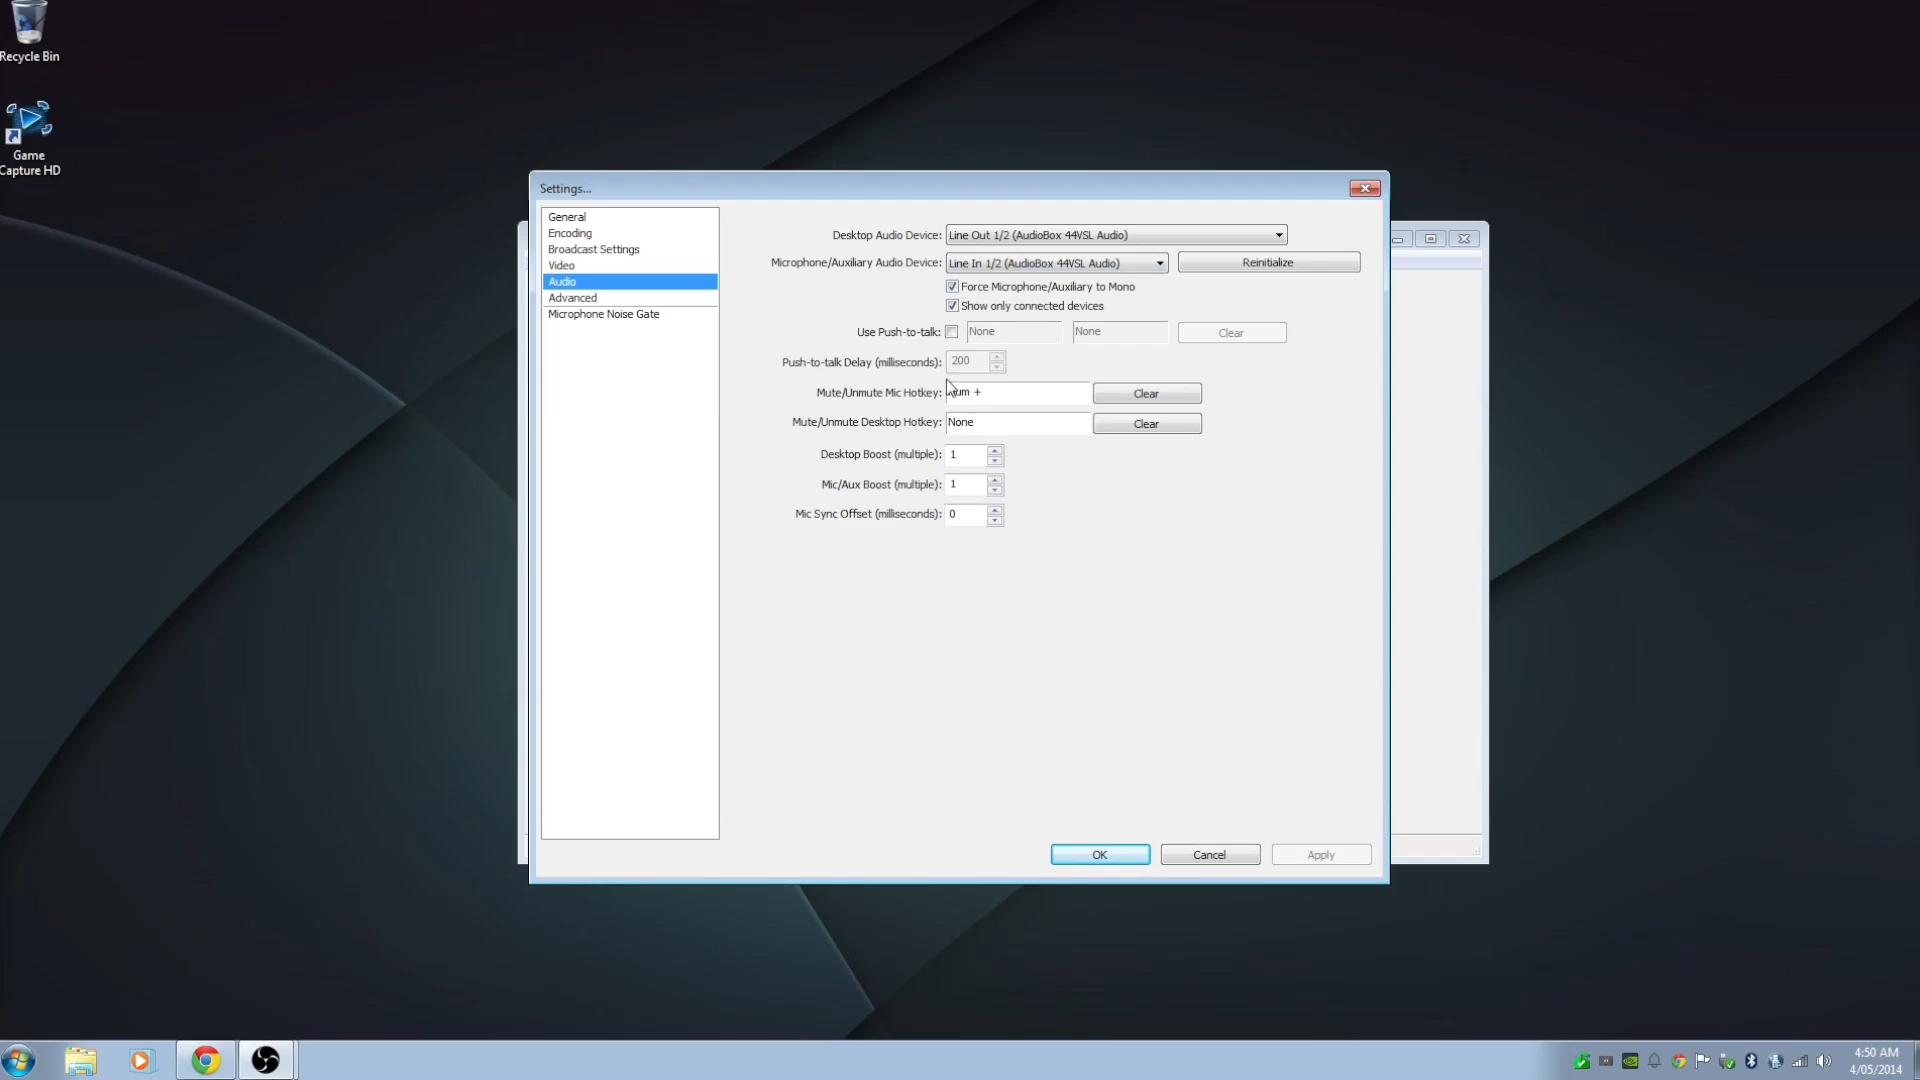 Recycle Bin
Game
Capture HD
Settings...
General
Encoding
Broadcast Settings
Video
Audio
Advanced
Microphone Noise Gate
Desktop Audio Device: Line Out 1/2 (AudioBox 44VSL Audio)
Microphone/Auxiliary Audio Device: Line In 1/2 (AudioBox 44VSL Audio) Reinitialize
Force Microphone/Auxiliary to Mono
Show only connected devices
Use Push-to-talk: None None Clear
Push-to-talk Delay (milliseconds): 200
Mute/Unmute Mic Hotkey: +  Clear
Mute/Unmute Desktop Hotkey: None Clear
Desktop Boost (multiple): 1
Mic/Aux Boost (multiple): 1
Mic Sync Offset (milliseconds): 0
OK Cancel Apply
4:50 AM
4/05/2014